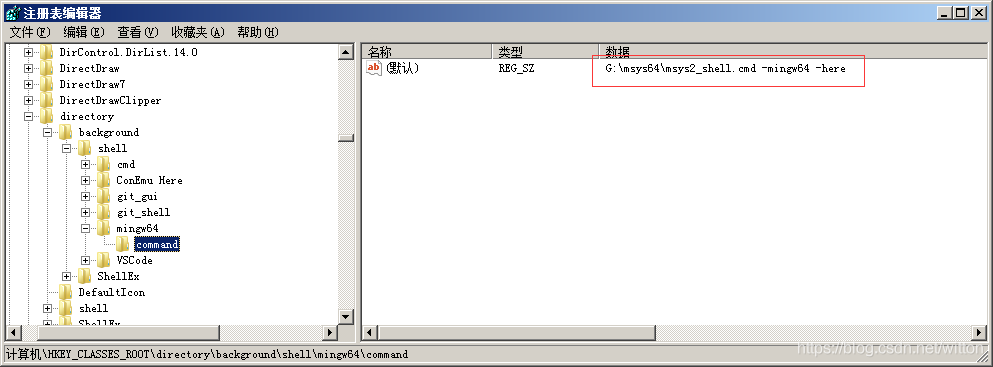 注册表编辑器
文件(F) 编辑(E) 查看(V) 收藏夹(A) 帮助(H)
DirControl.DirList.14.0
DirectDraw
DirectDraw7
DirectDrawClipper
directory
background
shell
cmd
ConEmu Here
git_gui
git_shell
mingw64
command
VSCode
ShellEx
DefaultIcon
shell
ShellEx
名称 类型 数据
ab (默认) REG_SZ G:\msys64\msys2_shell.cmd -mingw64 -here
计算机\HKEY_CLASSES_ROOT\directory\background\shell\mingw64\command
https://blog.csdn.net/witton